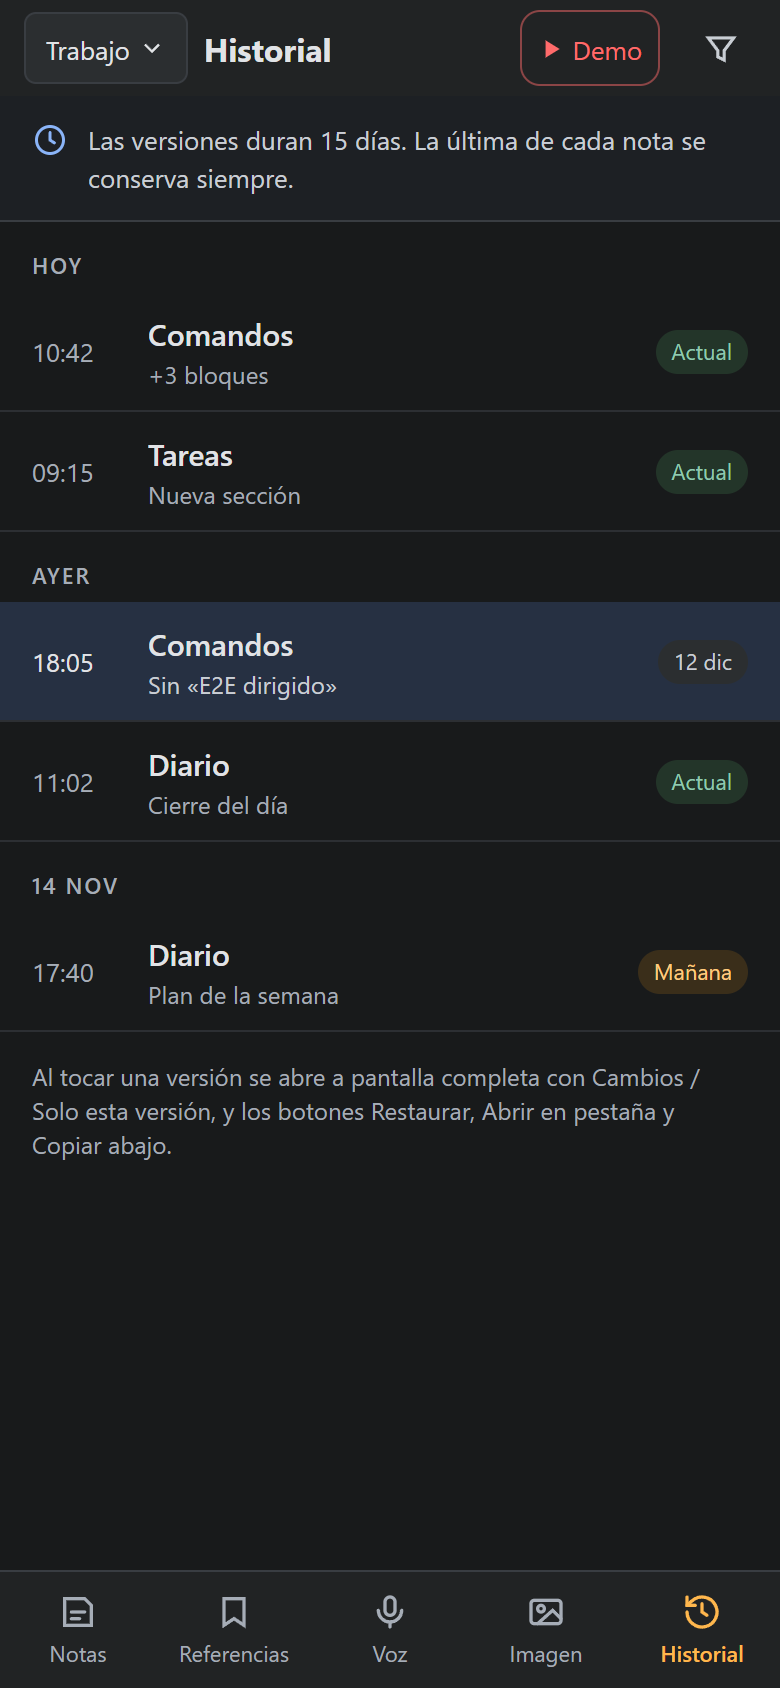 Trabajo
Historial
Demo
Las versiones duran 15 días. La última de cada nota se
conserva siempre.
HOY
10:42
Comandos
+3 bloques
Actual
09:15
Tareas
Nueva sección
Actual
AYER
18:05
Comandos
Sin «E2E dirigido»
12 dic
11:02
Diario
Cierre del día
Actual
14 NOV
17:40
Diario
Plan de la semana
Mañana
Al tocar una versión se abre a pantalla completa con Cambios /
Solo esta versión, y los botones Restaurar, Abrir en pestaña y
Copiar abajo.
Notas
Referencias
Voz
Imagen
Historial